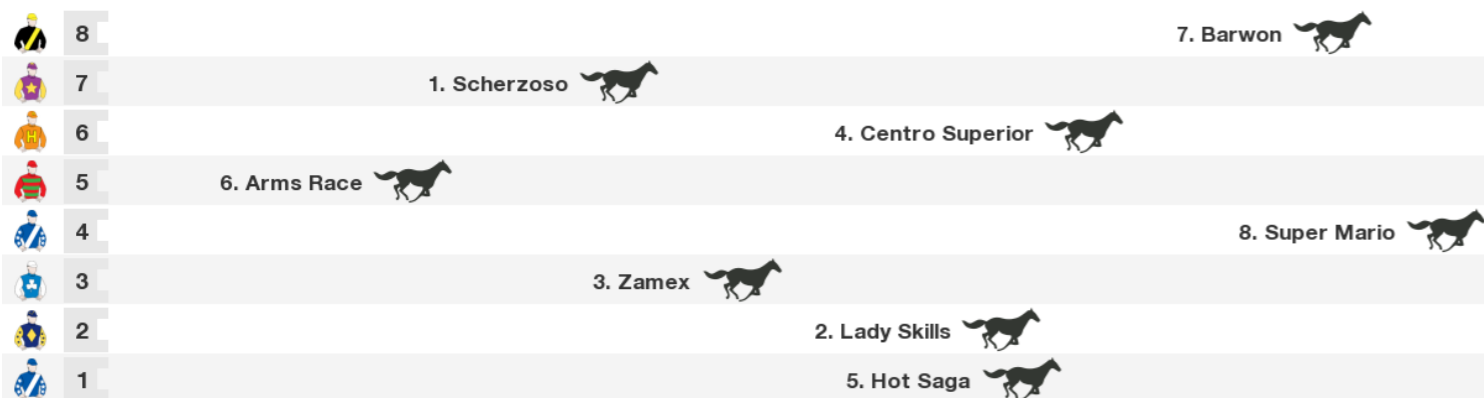 8 7. Barwon
7 1. Scherzoso
H 6 4. Centro Superior
5 6. Arms Race
4 8. Super Mario
3 3. Zamex
2 2. Lady Skills
1 5. Hot Saga